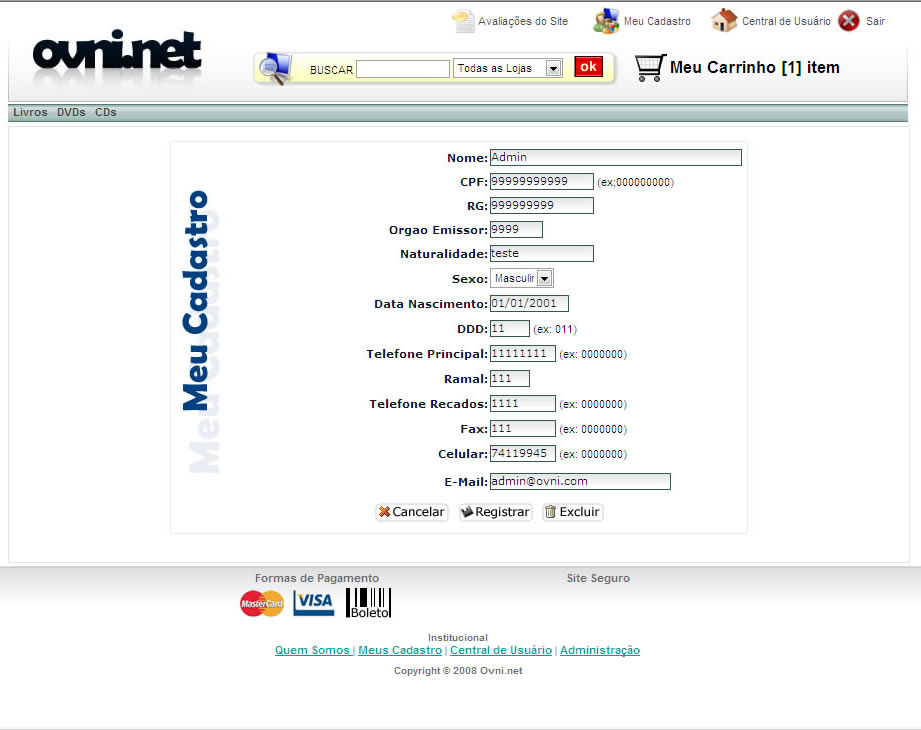 Avaliações do Site Meu Cadastro Central de Usuário Sair
ovni.net
BUSCAR Todas as Lojas ok Meu Carrinho [1] item
Livros DVDs CDs
Meu Cadastro
Meu Cadastro
Nome: Admin
CPF: 99999999999 (ex;000000000)
RG: 999999999
Orgao Emissor: 9999
Naturalidade: teste
Sexo: Masculir
Data Nascimento: 01/01/2001
DDD: 11 (ex: 011)
Telefone Principal: 11111111 (ex: 0000000)
Ramal: 111
Telefone Recados: 1111 (ex: 0000000)
Fax: 111 (ex: 0000000)
Celular: 74119945 (ex: 0000000)
E-Mail: admin@ovni.com
Cancelar Registrar Excluir
Formas de Pagamento Site Seguro
MasterCard VISA Boleto
Institucional
Quem Somos | Meus Cadastro | Central de Usuário | Administração
Copyright © 2008 Ovni.net